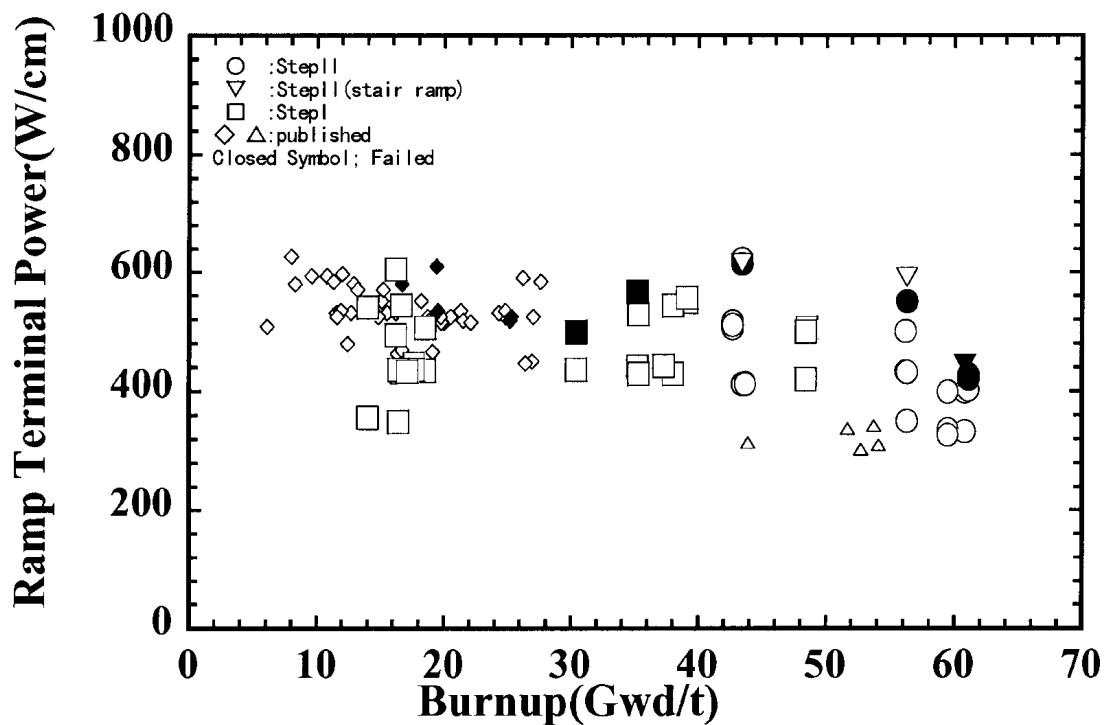 Ramp Terminal Power(W/cm)
1000
800
600
400
200
0
:StepII
:StepII(stair ramp)
:StepI
:published
Closed Symbol; Failed
0 10 20 30 40 50 60 70
Burnup(Gwd/t)